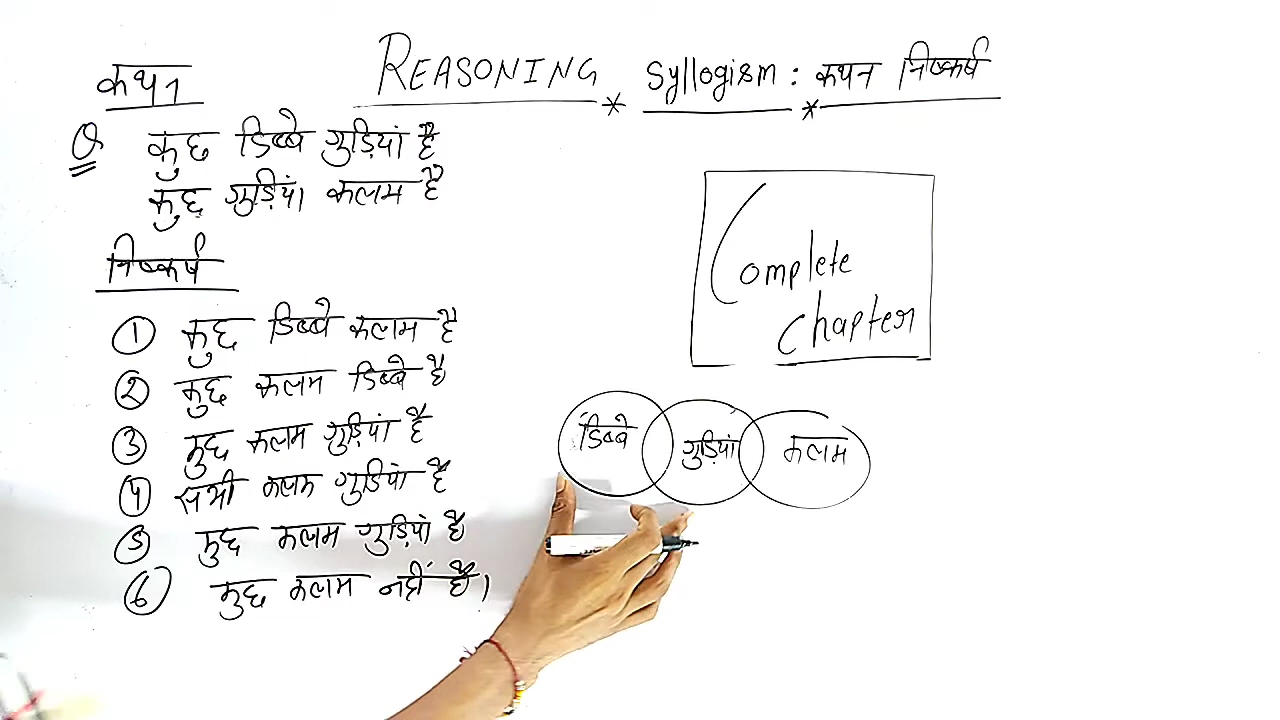 REASONING Syllogism : कथन निष्कर्ष
कथन
Q कुछ डिब्बे गुड़ियां है
कुछ गुड़ियां कलम है
निष्कर्ष
① कुछ डिब्बे कलम है
② कुछ कलम डिब्बे है
③ कुछ कलम गुड़ियां है
④ सभी कलम गुड़ियां है
⑤ कुछ कलम गुड़ियां है
⑥ कुछ कलम नहीं है।
Complete
Chapter
डिब्बे गुड़ियां कलम